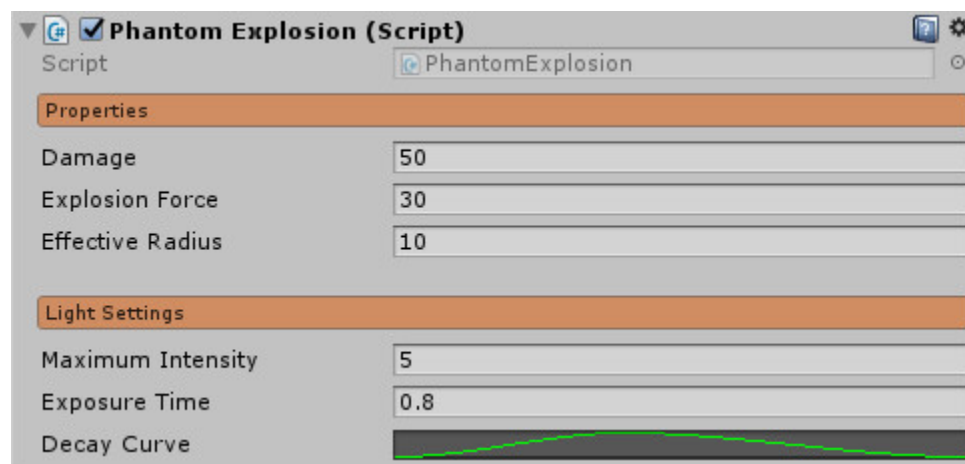 Phantom Explosion (Script)
Script PhantomExplosion
Properties
Damage 50
Explosion Force 30
Effective Radius 10
Light Settings
Maximum Intensity 5
Exposure Time 0.8
Decay Curve